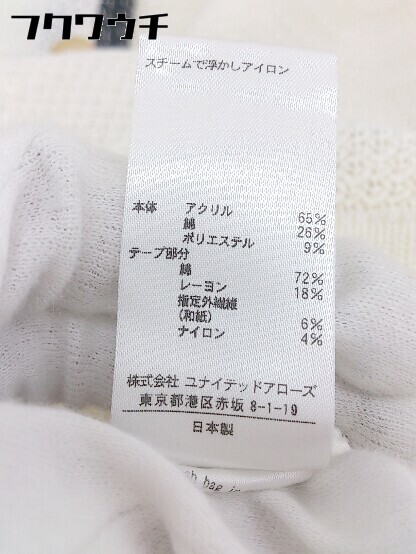 フクワウチ
スチームで浮かしアイロン
本体 アクリル 65%
綿 26%
ポリエステル 9%
テープ部分
綿 72%
レーヨン 18%
指定外繊維
(和紙) 6%
ナイロン 4%
株式会社 ユナイテッドアローズ
東京都港区赤坂 8-1-19
日本製